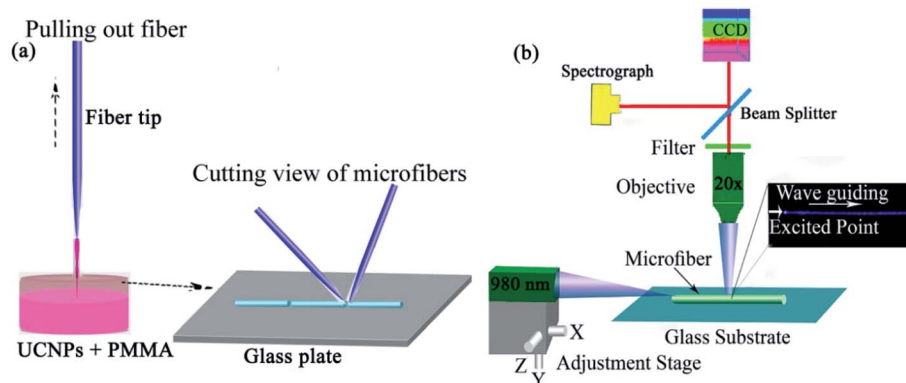 (a)
Pulling out fiber
Fiber tip
Cutting view of microfibers
UCNPs + PMMA
Glass plate
(b)
CCD
Spectrograph
Beam Splitter
Filter
Objective
20x
Wave guiding
Excited Point
Microfiber
980 nm
Glass Substrate
X
Z
Y
Adjustment Stage